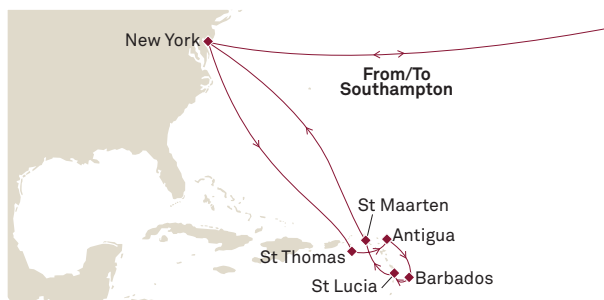 New York
From/To
Southampton
St Maarten
Antigua
St Thomas
St Lucia
Barbados